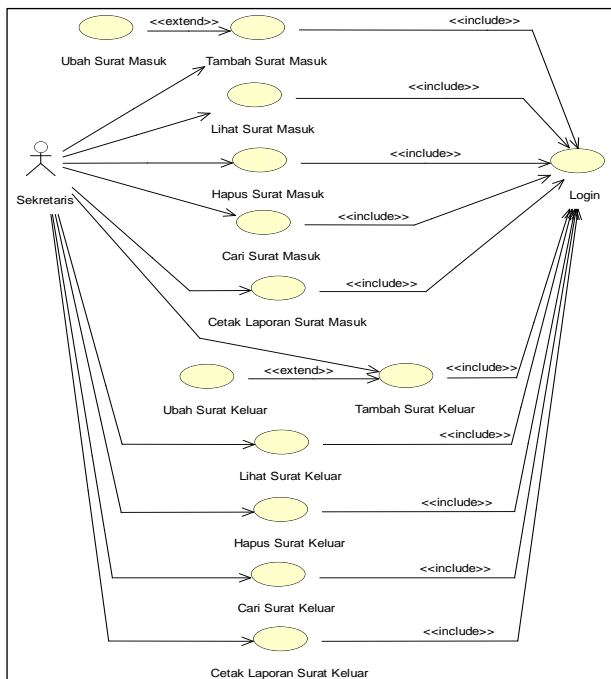 <<extend>>
<<include>>
Ubah Surat Masuk
Tambah Surat Masuk
<<include>>
Lihat Surat Masuk
<<include>>
Sekretaris
Hapus Surat Masuk
Login
<<include>>
Cari Surat Masuk
<<include>>
Cetak Laporan Surat Masuk
<<extend>>
<<include>>
Ubah Surat Keluar
Tambah Surat Keluar
<<include>>
Lihat Surat Keluar
<<include>>
Hapus Surat Keluar
<<include>>
Cari Surat Keluar
<<include>>
Cetak Laporan Surat Keluar